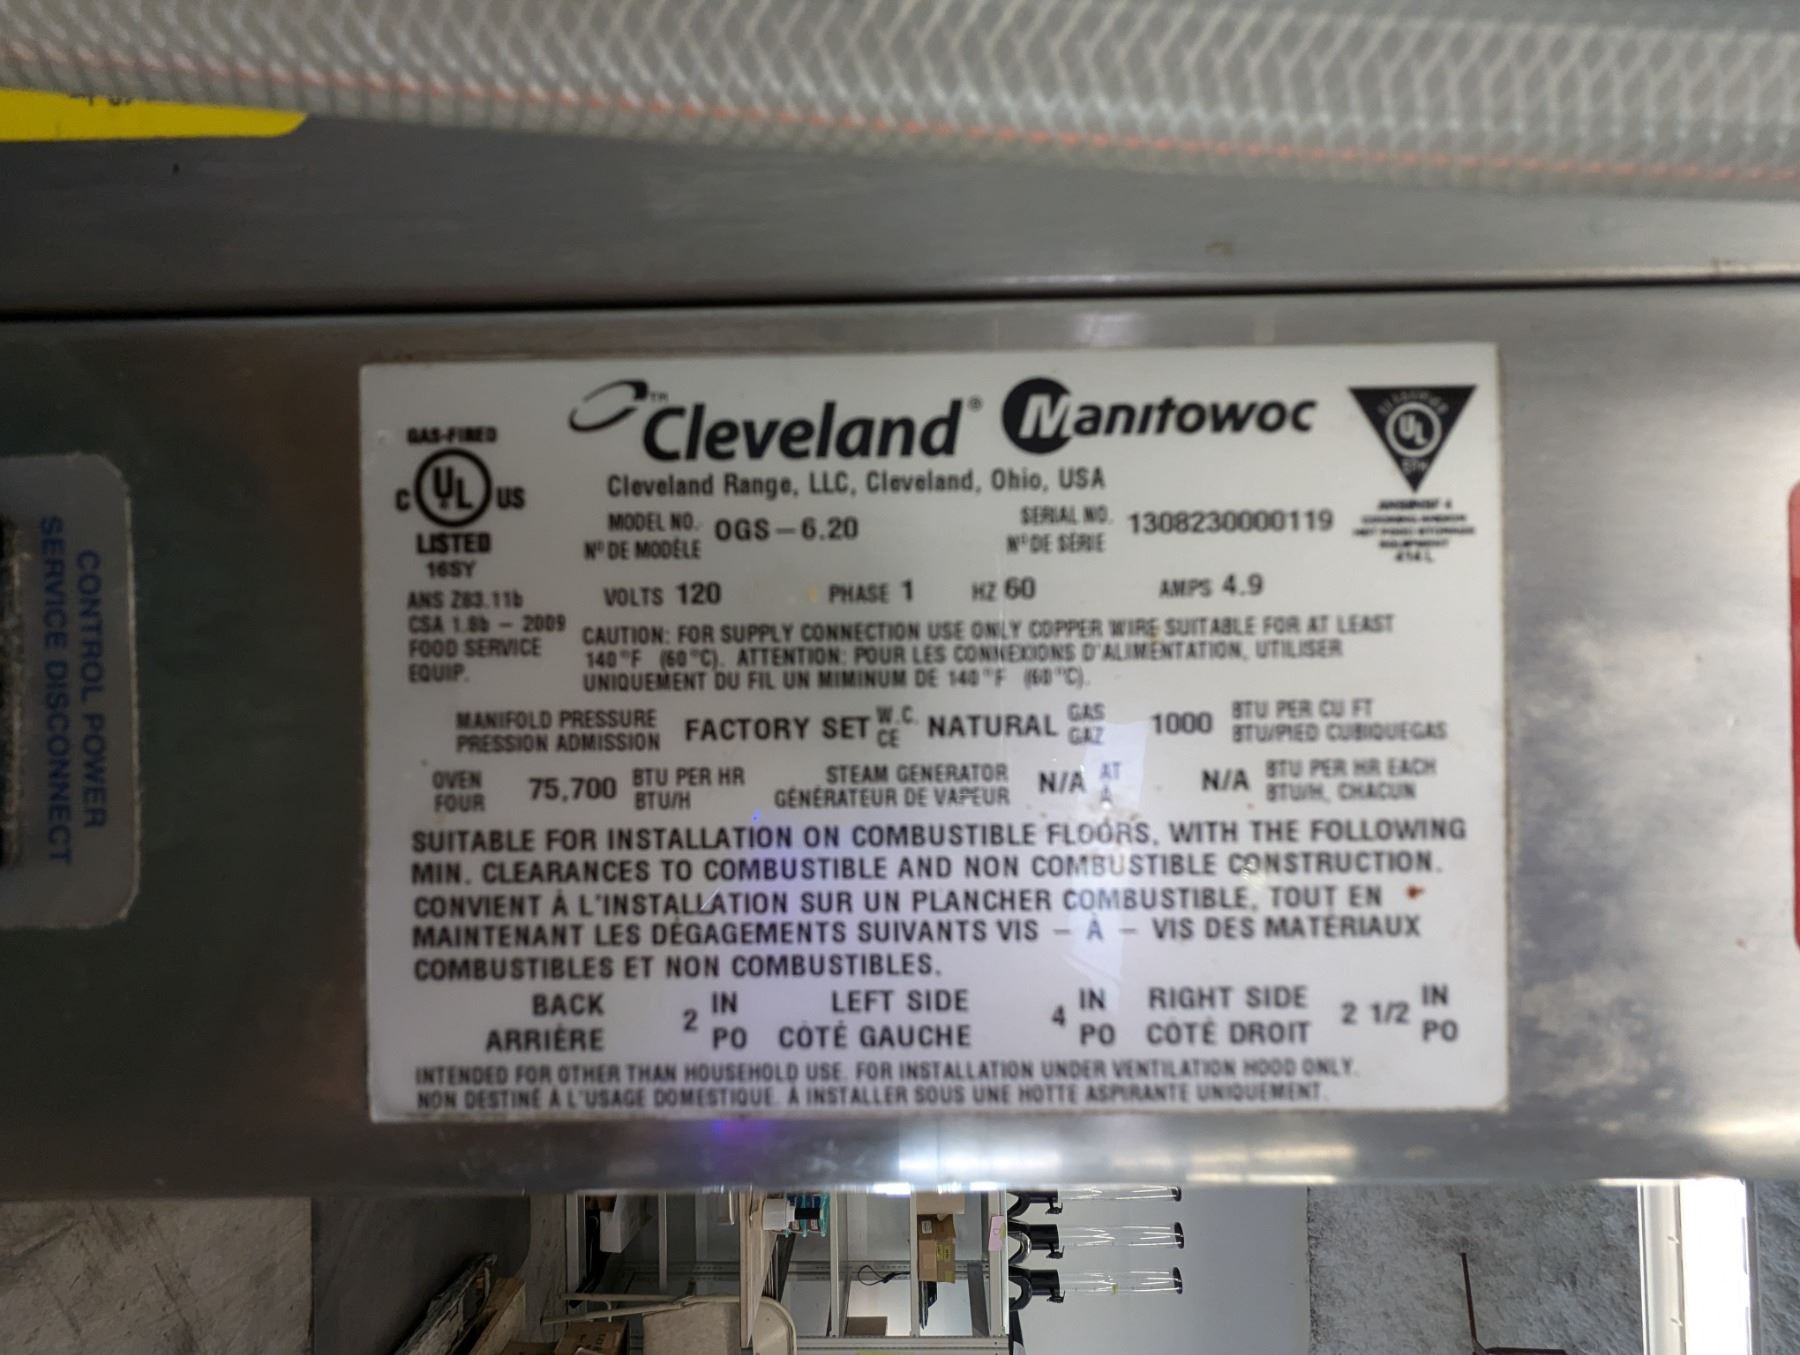 GAS-FIRED
C UL US
LISTED
16SY
ANS Z83.11b
CSA 1.8b – 2009
FOOD SERVICE
EQUIP.
Cleveland® Manitowoc
Cleveland Range, LLC, Cleveland, Ohio, USA
MODEL NO. OGS – 6.20 SERIAL NO. 1308230000119
Nº DE MODÈLE Nº DE SÉRIE
UL
414L
VOLTS 120 PHASE 1 HZ 60 AMPS 4.9
CAUTION: FOR SUPPLY CONNECTION USE ONLY COPPER WIRE SUITABLE FOR AT LEAST
140°F (60°C). ATTENTION: POUR LES CONNEXIONS D'ALIMENTATION, UTILISER
UNIQUEMENT DU FIL UN MIMINUM DE 140°F (60°C).
MANIFOLD PRESSURE FACTORY SET W.C. NATURAL GAS 1000 BTU PER CU FT
PRESSION ADMISSION CE GAZ BTU/PIED CUBIQUEGAS
OVEN 75,700 BTU PER HR STEAM GENERATOR N/A AT N/A BTU PER HR EACH
FOUR BTU/H GÉNÉRATEUR DE VAPEUR À BTU/H, CHACUN
SUITABLE FOR INSTALLATION ON COMBUSTIBLE FLOORS, WITH THE FOLLOWING
MIN. CLEARANCES TO COMBUSTIBLE AND NON COMBUSTIBLE CONSTRUCTION.
CONVIENT À L'INSTALLATION SUR UN PLANCHER COMBUSTIBLE, TOUT EN
MAINTENANT LES DÉGAGEMENTS SUIVANTS VIS – À – VIS DES MATÉRIAUX
COMBUSTIBLES ET NON COMBUSTIBLES.
BACK 2 IN LEFT SIDE 4 IN RIGHT SIDE 2 1/2 IN
ARRIÈRE PO CÔTÉ GAUCHE PO CÔTÉ DROIT PO
INTENDED FOR OTHER THAN HOUSEHOLD USE. FOR INSTALLATION UNDER VENTILATION HOOD ONLY.
NON DESTINÉ À L'USAGE DOMESTIQUE. À INSTALLER SOUS UNE HOTTE ASPIRANTE UNIQUEMENT.
CONTROL POWER
SERVICE DISCONNECT